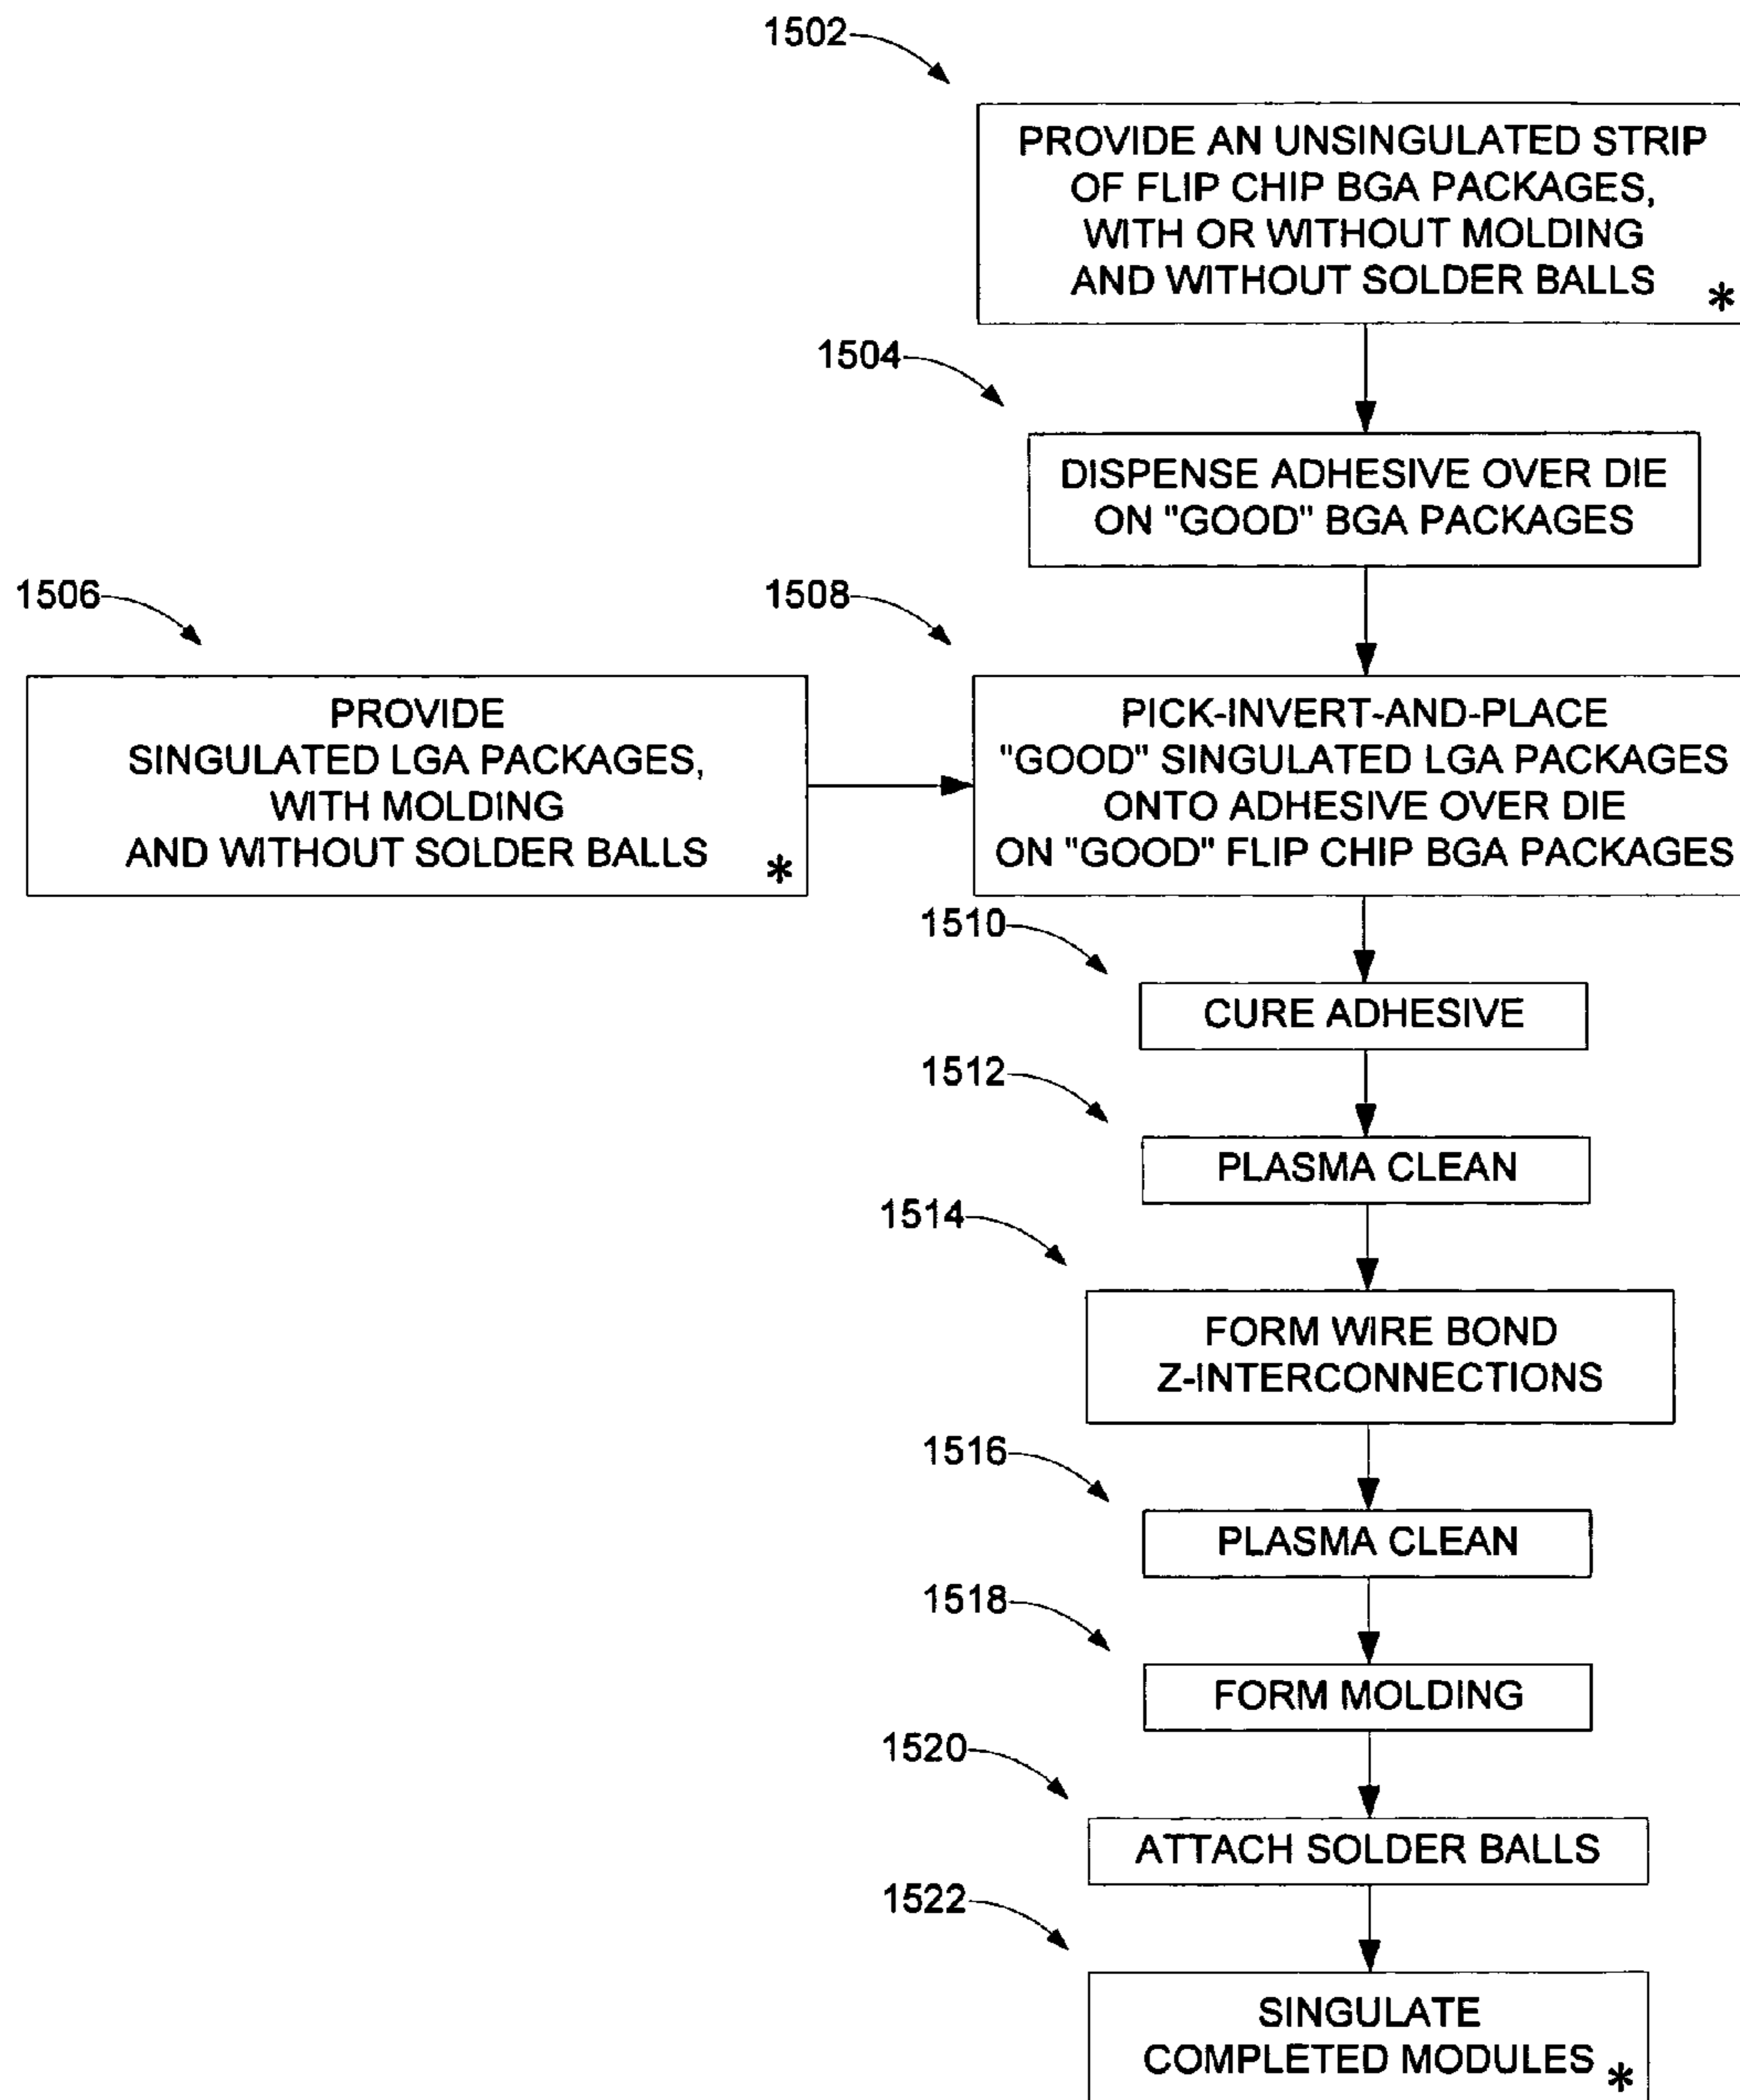 1502
PROVIDE AN UNSINGULATED STRIP
OF FLIP CHIP BGA PACKAGES,
WITH OR WITHOUT MOLDING
AND WITHOUT SOLDER BALLS *
1504
DISPENSE ADHESIVE OVER DIE
ON "GOOD" BGA PACKAGES
1506
PROVIDE
SINGULATED LGA PACKAGES,
WITH MOLDING
AND WITHOUT SOLDER BALLS *
1508
PICK-INVERT-AND-PLACE
"GOOD" SINGULATED LGA PACKAGES
ONTO ADHESIVE OVER DIE
ON "GOOD" FLIP CHIP BGA PACKAGES
1510
CURE ADHESIVE
1512
PLASMA CLEAN
1514
FORM WIRE BOND
Z-INTERCONNECTIONS
1516
PLASMA CLEAN
1518
FORM MOLDING
1520
ATTACH SOLDER BALLS
1522
SINGULATE
COMPLETED MODULES *